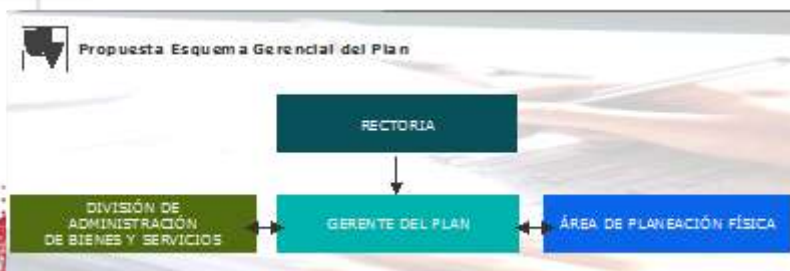 Propuesta Esquema Gerencial del Plan
RECTORIA
DIVISIÓN DE
ADMINISTRACIÓN
DE BIENES Y SERVICIOS
GERENTE DEL PLAN
ÁREA DE PLANEACIÓN FÍSICA